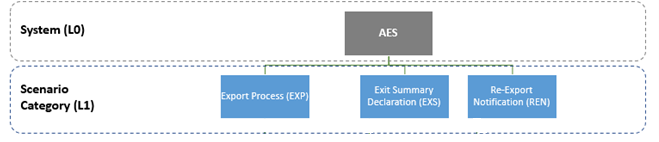 System (L0)
AES
Scenario
Category (L1)
Export Process (EXP)
Exit Summary
Declaration (EXS)
Re-Export
Notification (REN)